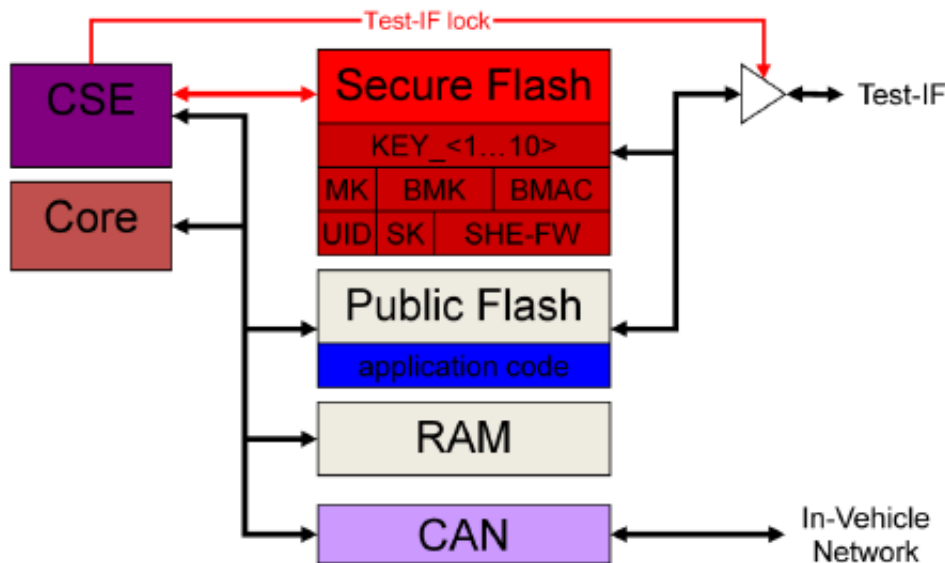 Test-IF lock
CSE
Secure Flash
Test-IF
KEY_<1...10>
MK BMK BMAC
Core
UID SK SHE-FW
Public Flash
application code
RAM
CAN
In-Vehicle
Network